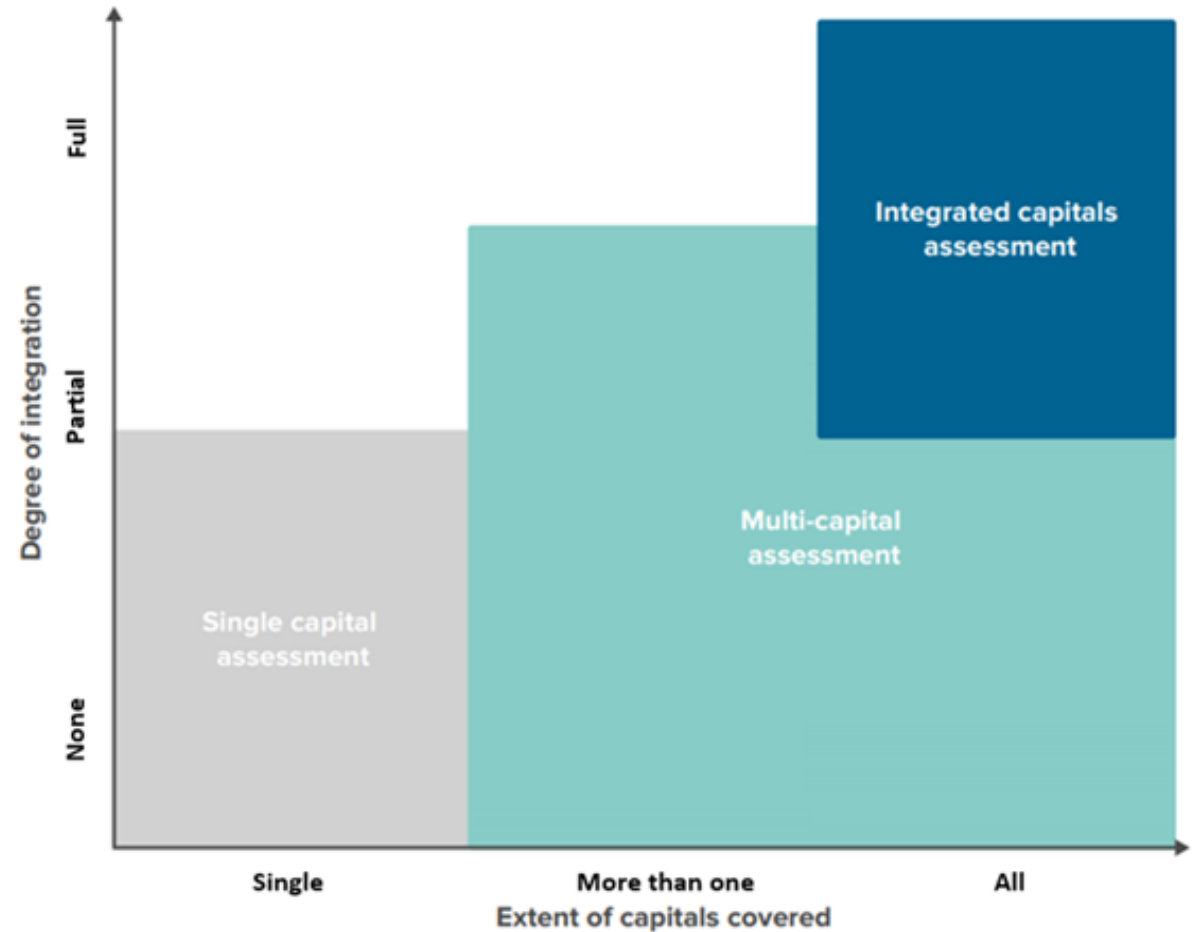 Full
Integrated capitals
assessment
Degree of integration
Partial
Multi-capital
assessment
Single capital
assessment
None
Single
More than one
All
Extent of capitals covered